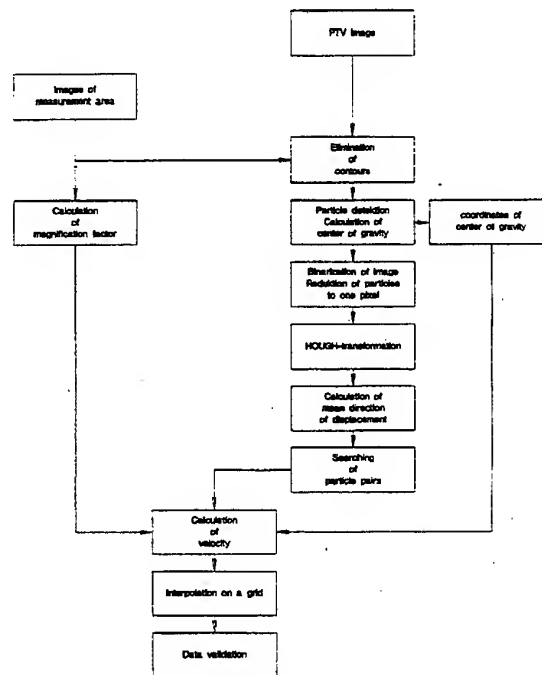 PTV Image
Images of
measurement area
Elimination
of
contours
Calculation
of
magnification factor
Particle detektion
Calculation of
center of gravity
coordinates of
center of gravity
Binarization of image
Reduktion of particles
to one pixel
HOUGH-transformation
Calculation of
mean direction
of displacement
Searching
of
particle pairs
Calculation
of
velocity
Interpolation on a grid
Data validation